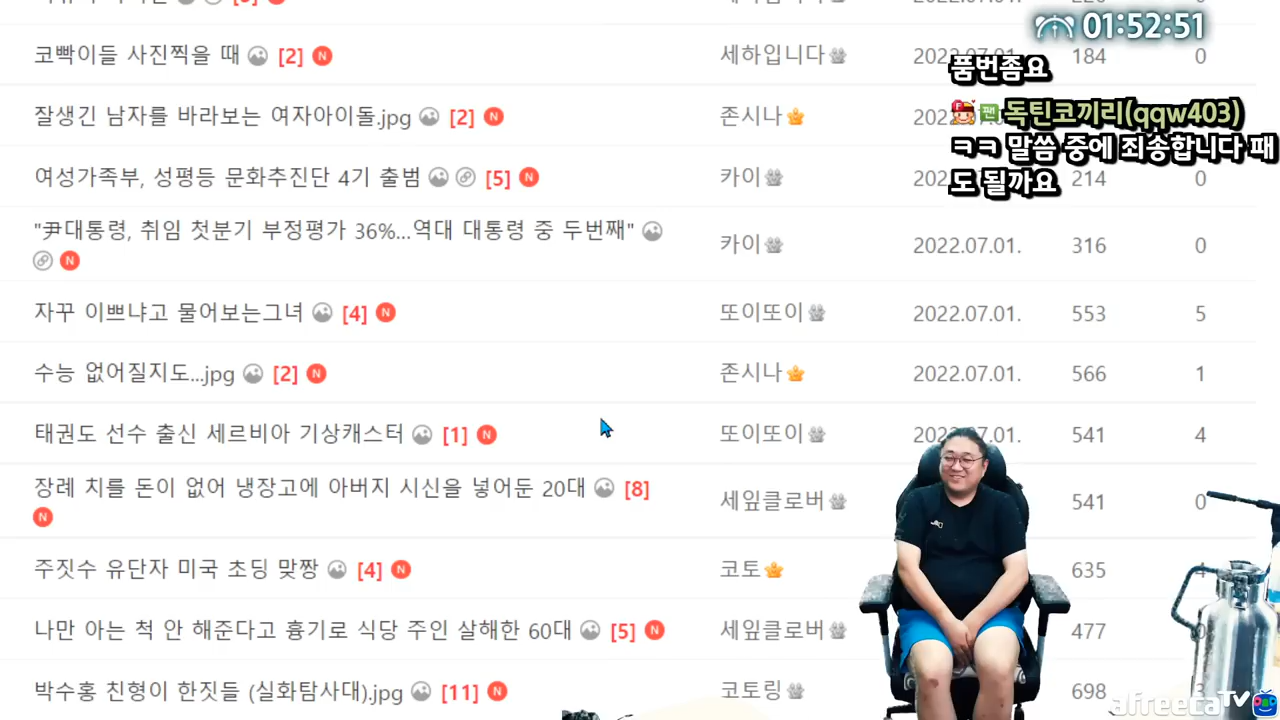 01:52:51
코빡이들 사진찍을 때 [2] N 세하입니다 184 0
품번좀요
잘생긴 남자를 바라보는 여자아이돌.jpg [2] N 존시나
팬 독틴코끼리(qqw403)
ㅋㅋ 말씀 중에 죄송합니다 패
도 될까요
여성가족부, 성평등 문화추진단 4기 출범 [5] N 카이 214 0
"尹대통령, 취임 첫분기 부정평가 36%...역대 대통령 중 두번째"
N 카이 2022.07.01. 316 0
자꾸 이쁘냐고 물어보는그녀 [4] N 또이또이 2022.07.01. 553 5
수능 없어질지도...jpg [2] N 존시나 2022.07.01. 566 1
태권도 선수 출신 세르비아 기상캐스터 [1] N 또이또이 541 4
장례 치를 돈이 없어 냉장고에 아버지 시신을 넣어둔 20대 [8]
N 세잎클로버 541 0
주짓수 유단자 미국 초딩 맞짱 [4] N 코토 635
나만 아는 척 안 해준다고 흉기로 식당 주인 살해한 60대 [5] N 세잎클로버 477
박수홍 친형이 한짓들 (실화탐사대).jpg [11] N 코토링 698
afreecaTV